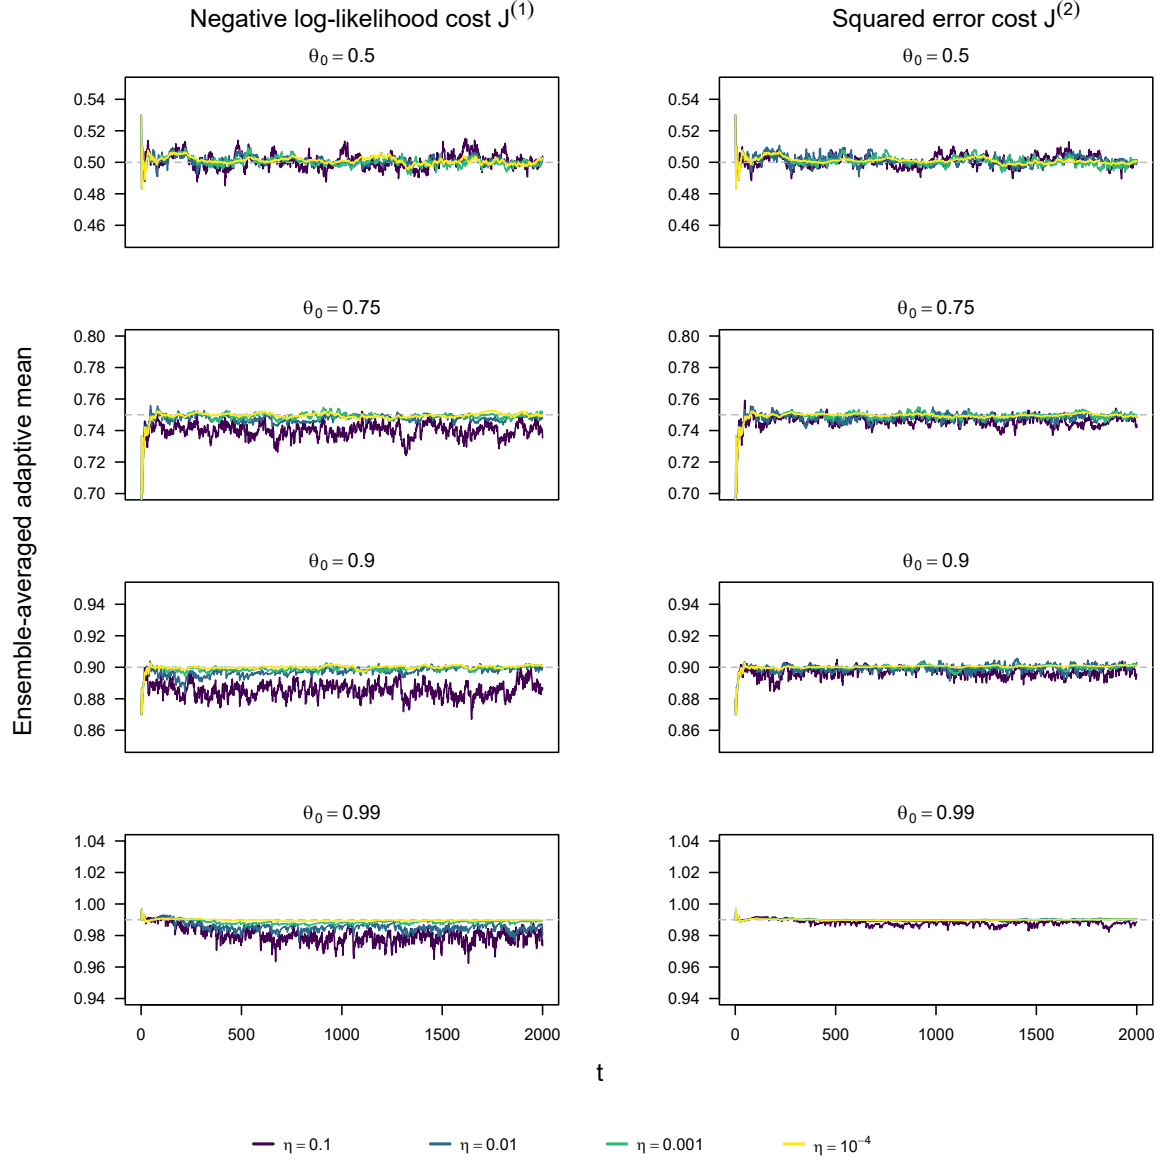 Negative log-likelihood cost J(1)
Squared error cost J(2)
θ0 = 0.5
θ0 = 0.5
0.54
0.52
0.50
0.48
0.46
0.54
0.52
0.50
0.48
0.46
θ0 = 0.75
θ0 = 0.75
0.80
0.78
0.76
0.74
0.72
0.70
0.80
0.78
0.76
0.74
0.72
0.70
Ensemble-averaged adaptive mean
θ0 = 0.9
θ0 = 0.9
0.94
0.92
0.90
0.88
0.86
0.94
0.92
0.90
0.88
0.86
θ0 = 0.99
θ0 = 0.99
1.04
1.02
1.00
0.98
0.96
0.94
1.04
1.02
1.00
0.98
0.96
0.94
0 500 1000 1500 2000
0 500 1000 1500 2000
t
η = 0.1
η = 0.01
η = 0.001
η = 10−4